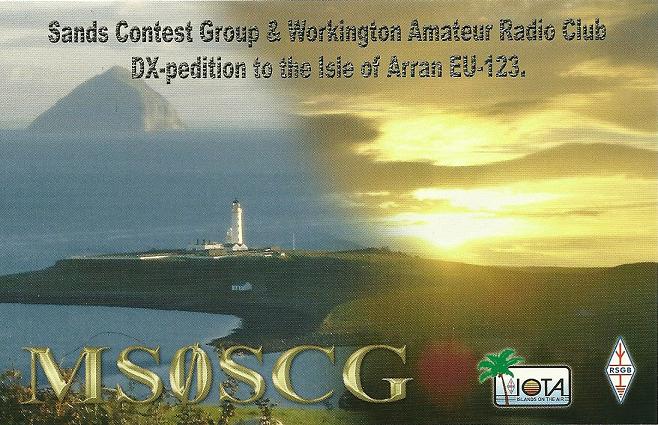 Sands Contest Group & Workington Amateur Radio Club
DX-pedition to the Isle of Arran EU-123.
MSØSCG
IOTA
ISLANDS ON THE AIR
RSGB